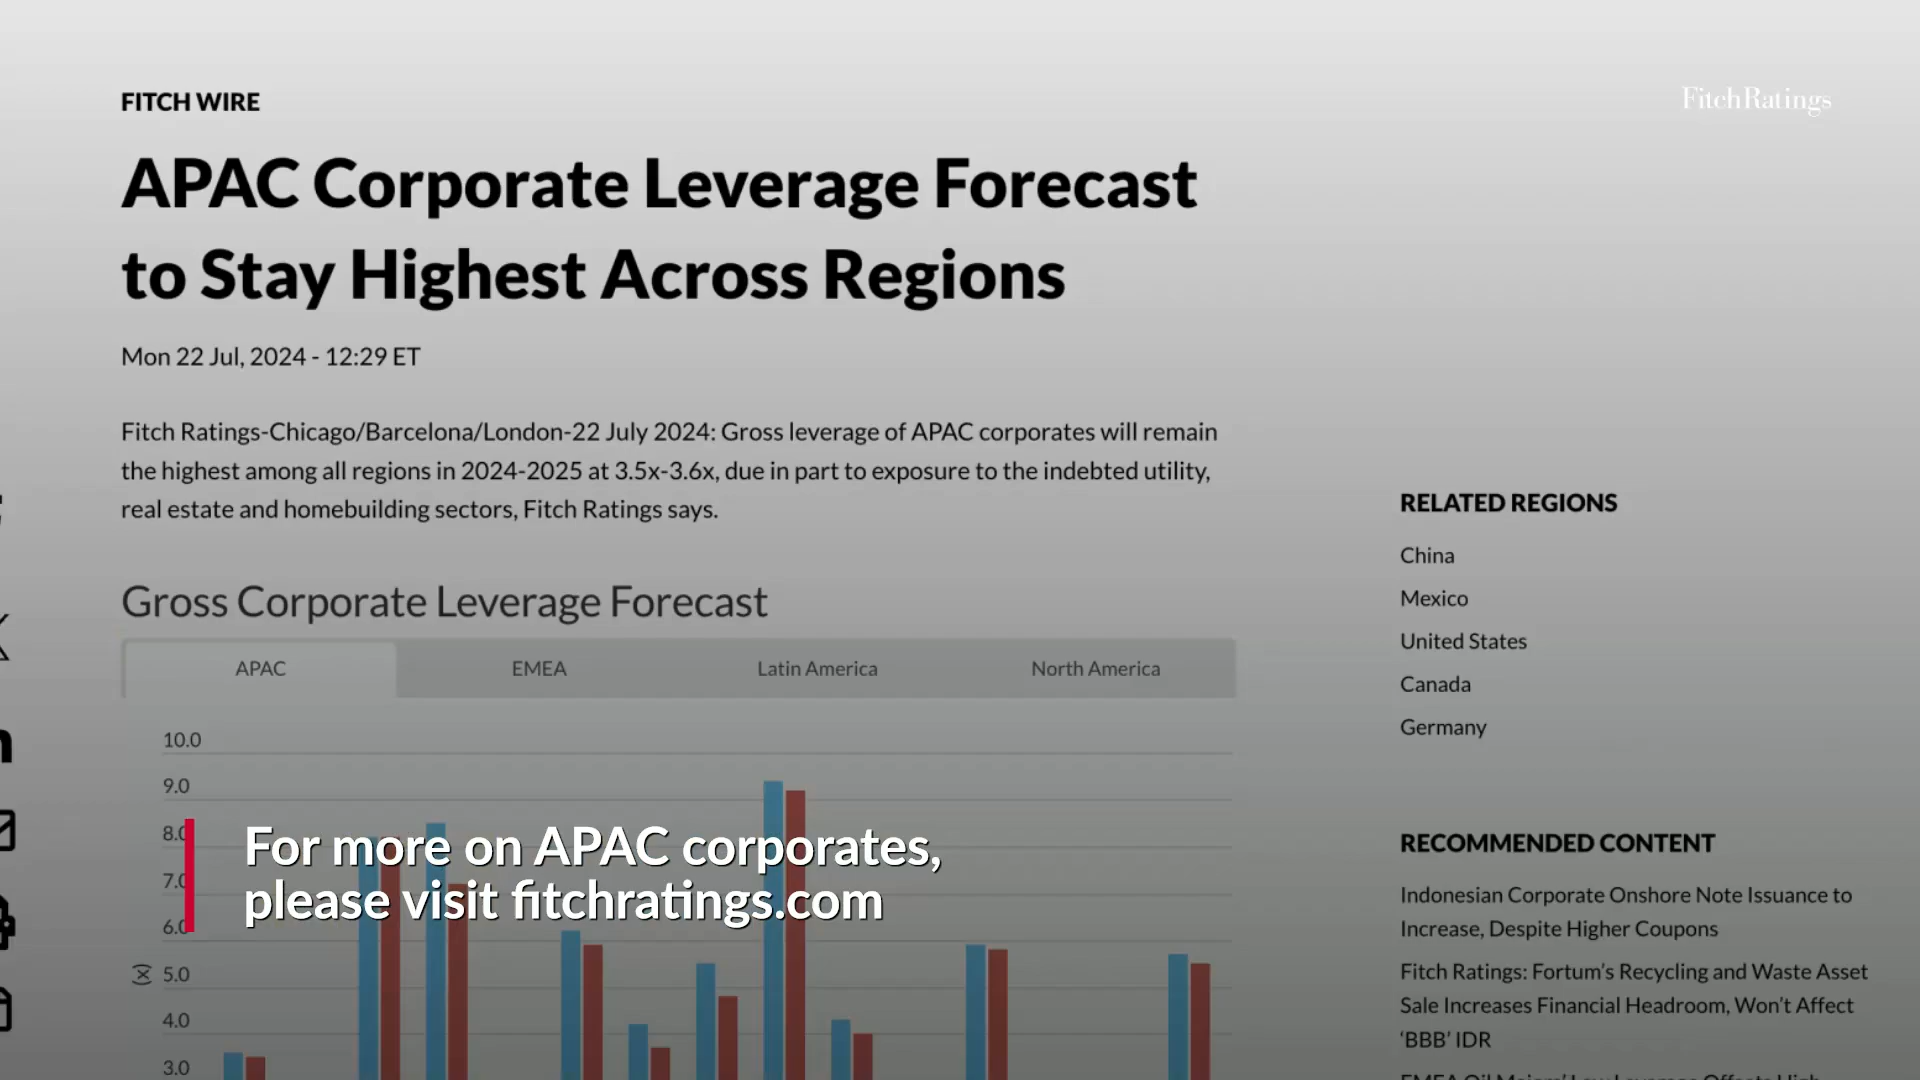 FITCH WIRE
FitchRatings
APAC Corporate Leverage Forecast
to Stay Highest Across Regions
Mon 22 Jul, 2024 - 12:29 ET
Fitch Ratings-Chicago/Barcelona/London-22 July 2024: Gross leverage of APAC corporates will remain
the highest among all regions in 2024-2025 at 3.5x-3.6x, due in part to exposure to the indebted utility,
real estate and homebuilding sectors, Fitch Ratings says.
Gross Corporate Leverage Forecast
APAC EMEA Latin America North America
10.0
9.0
8.0
7.0
6.0
5.0
4.0
3.0
(x)
For more on APAC corporates,
please visit fitchratings.com
RELATED REGIONS
China
Mexico
United States
Canada
Germany
RECOMMENDED CONTENT
Indonesian Corporate Onshore Note Issuance to
Increase, Despite Higher Coupons
Fitch Ratings: Fortum's Recycling and Waste Asset
Sale Increases Financial Headroom, Won't Affect
'BBB' IDR